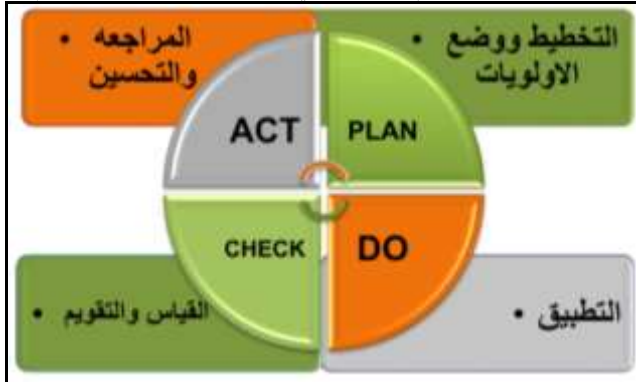 • المراجعه
والتحسين
• التخطيط ووضع
الاولويات
ACT
PLAN
CHECK
DO
• القياس والتقويم
• التطبيق